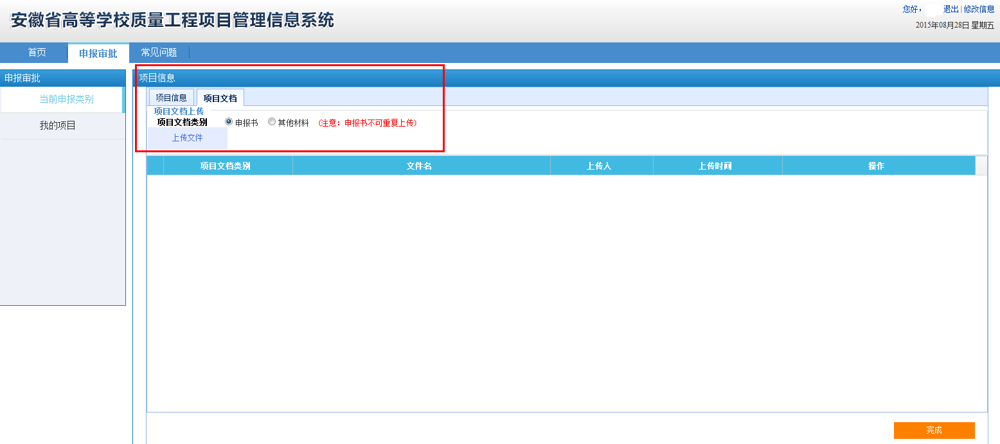 安徽省高等学校质量工程项目管理信息系统
您好， 退出 | 修改信息
2015年08月28日 星期五
首页 申报审批 常见问题
申报审批
当前申报类别
我的项目
项目信息
项目信息 项目文档
项目文档上传
项目文档类别 申报书 其他材料 (注意：申报书不可重复上传)
上传文件
项目文档类别 文件名 上传人 上传时间 操作
完成